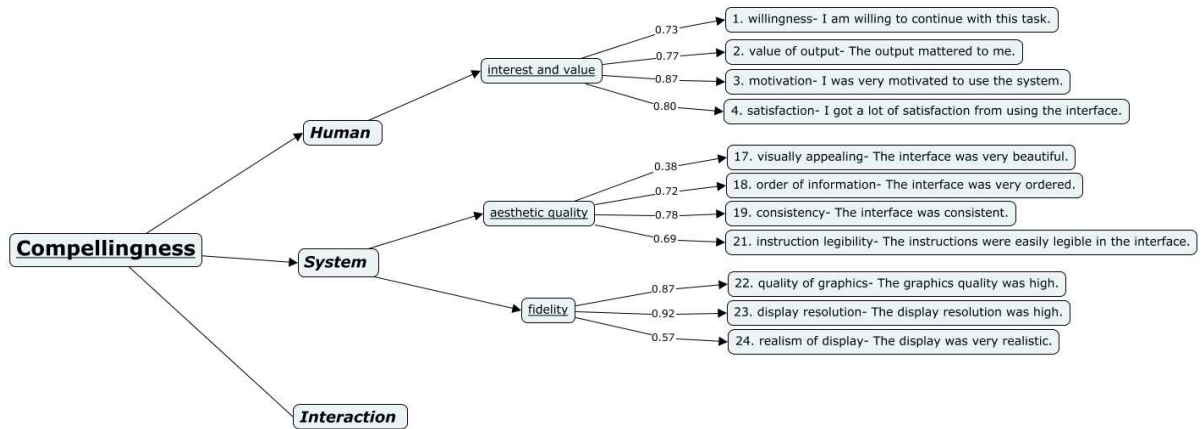 0.73
1. willingness- I am willing to continue with this task.
0.77
2. value of output- The output mattered to me.
interest and value
0.87
3. motivation- I was very motivated to use the system.
0.80
4. satisfaction- I got a lot of satisfaction from using the interface.
Human
0.38
17. visually appealing- The interface was very beautiful.
0.72
18. order of information- The interface was very ordered.
aesthetic quality
0.78
19. consistency- The interface was consistent.
0.69
21. instruction legibility- The instructions were easily legible in the interface.
Compellingness
System
0.87
22. quality of graphics- The graphics quality was high.
fidelity
0.92
23. display resolution- The display resolution was high.
0.57
24. realism of display- The display was very realistic.
Interaction